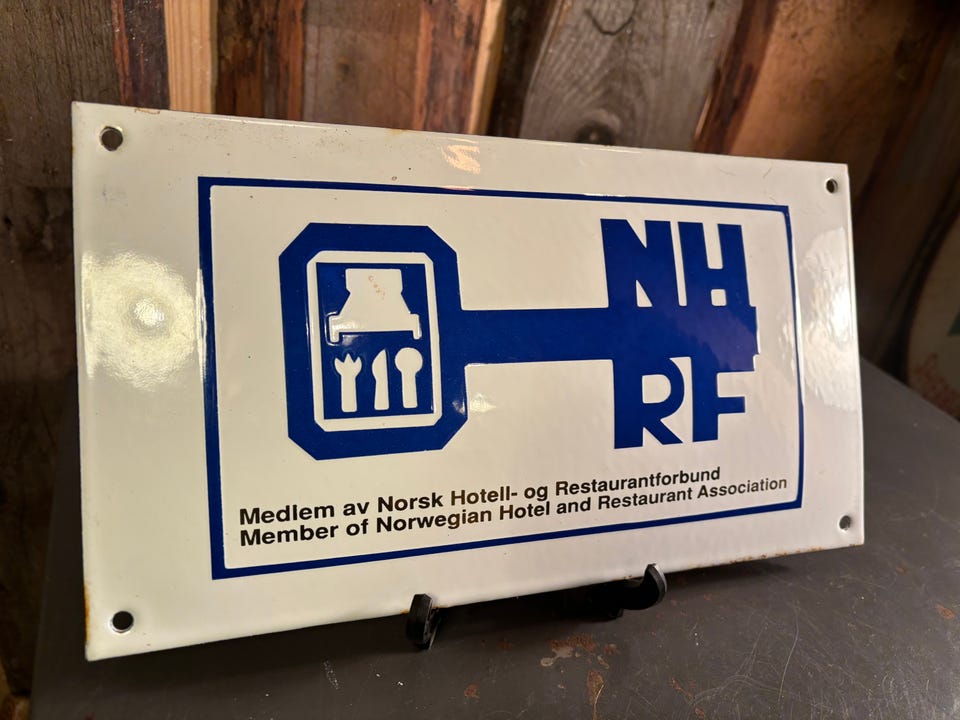 NH
RF
Medlem av Norsk Hotell- og Restaurantforbund
Member of Norwegian Hotel and Restaurant Association